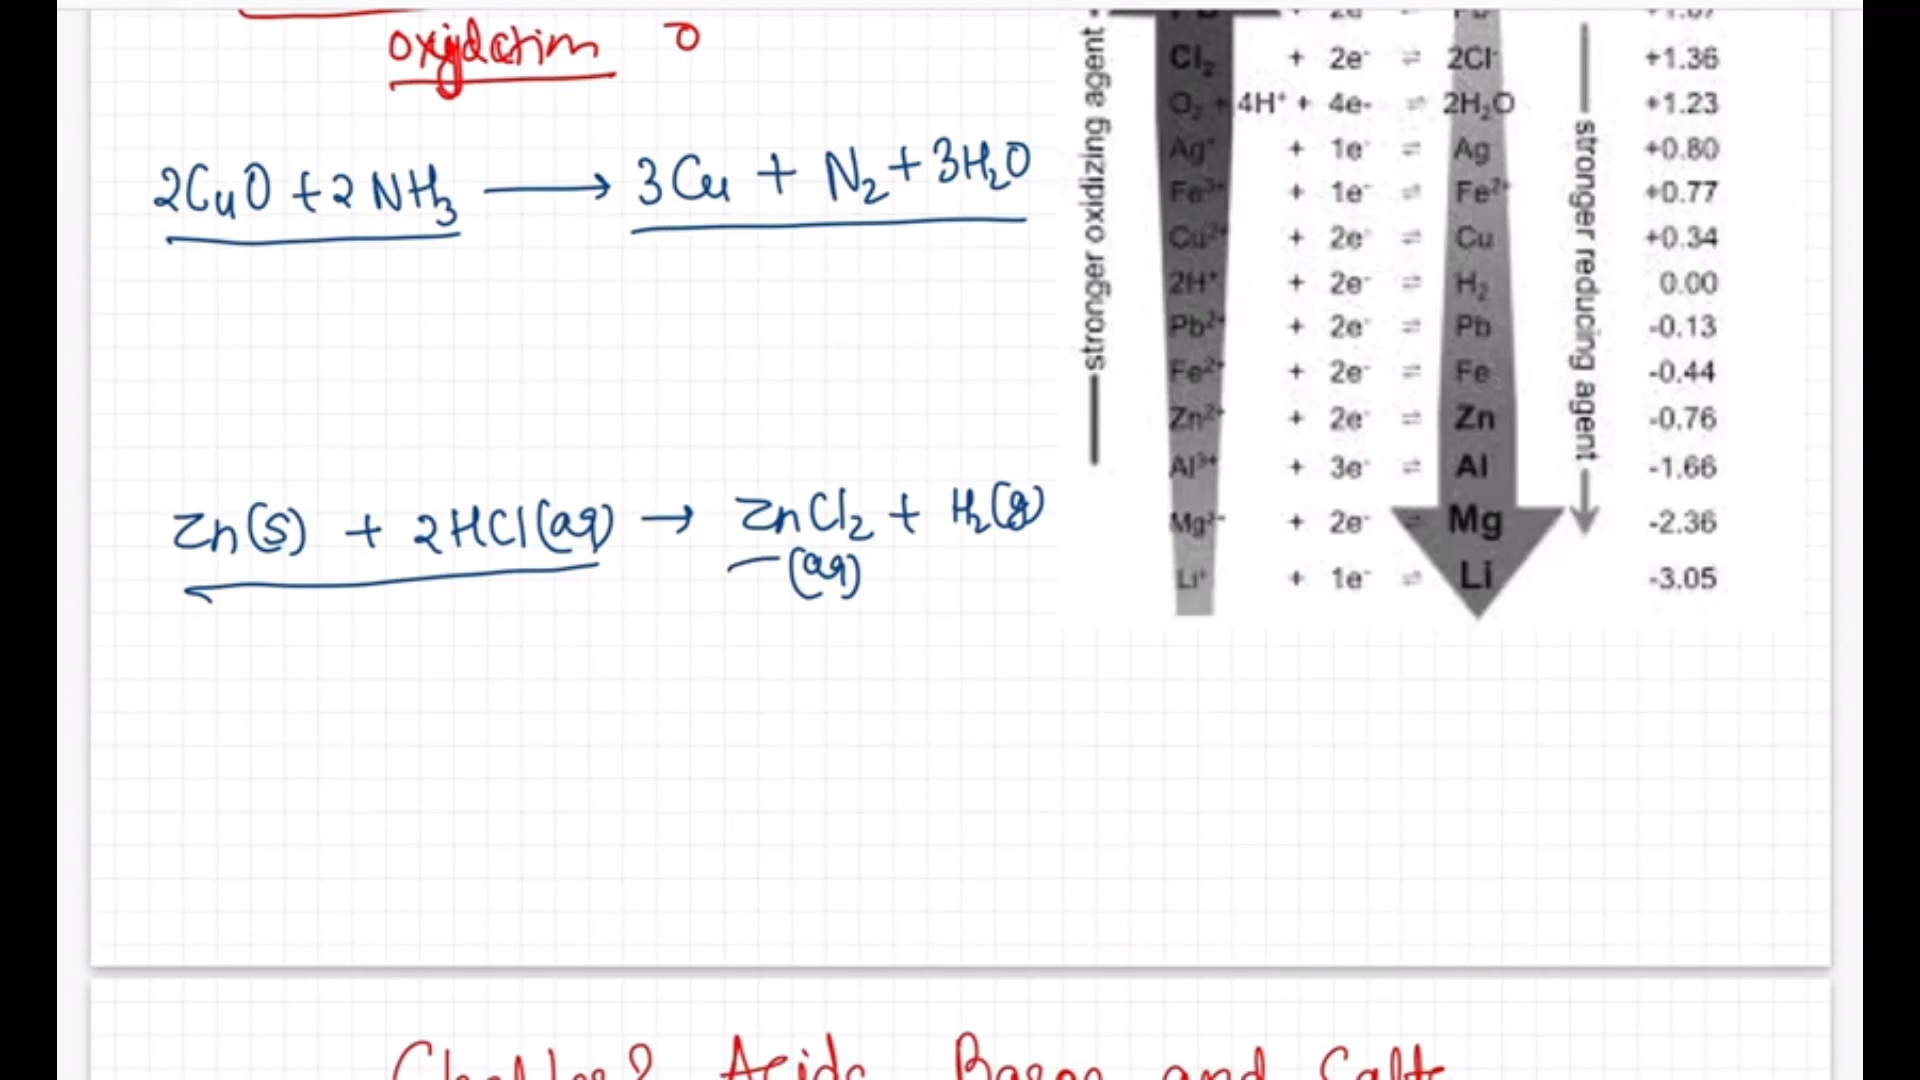 oxidation
2CuO + 2NH₃ ⟶ 3Cu + N₂ + 3H₂O
Zn(s) + 2HCl(aq) → ZnCl₂ + H₂(g)
(aq)
stronger oxidizing agent
Cl₂ + 2e⁻ ⇌ 2Cl⁻ +1.36
O₂ + 4H⁺ + 4e- ⇌ 2H₂O +1.23
Ag⁺ + 1e⁻ ⇌ Ag +0.80
Fe³⁺ + 1e⁻ ⇌ Fe²⁺ +0.77
Cu²⁺ + 2e⁻ ⇌ Cu +0.34
2H⁺ + 2e⁻ ⇌ H₂ 0.00
Pb²⁺ + 2e⁻ ⇌ Pb -0.13
Fe²⁺ + 2e⁻ ⇌ Fe -0.44
Zn²⁺ + 2e⁻ ⇌ Zn -0.76
Al³⁺ + 3e⁻ ⇌ Al -1.66
Mg²⁺ + 2e⁻ ⇌ Mg -2.36
Li⁺ + 1e⁻ ⇌ Li -3.05
stronger reducing agent
Acids Bases and Salts